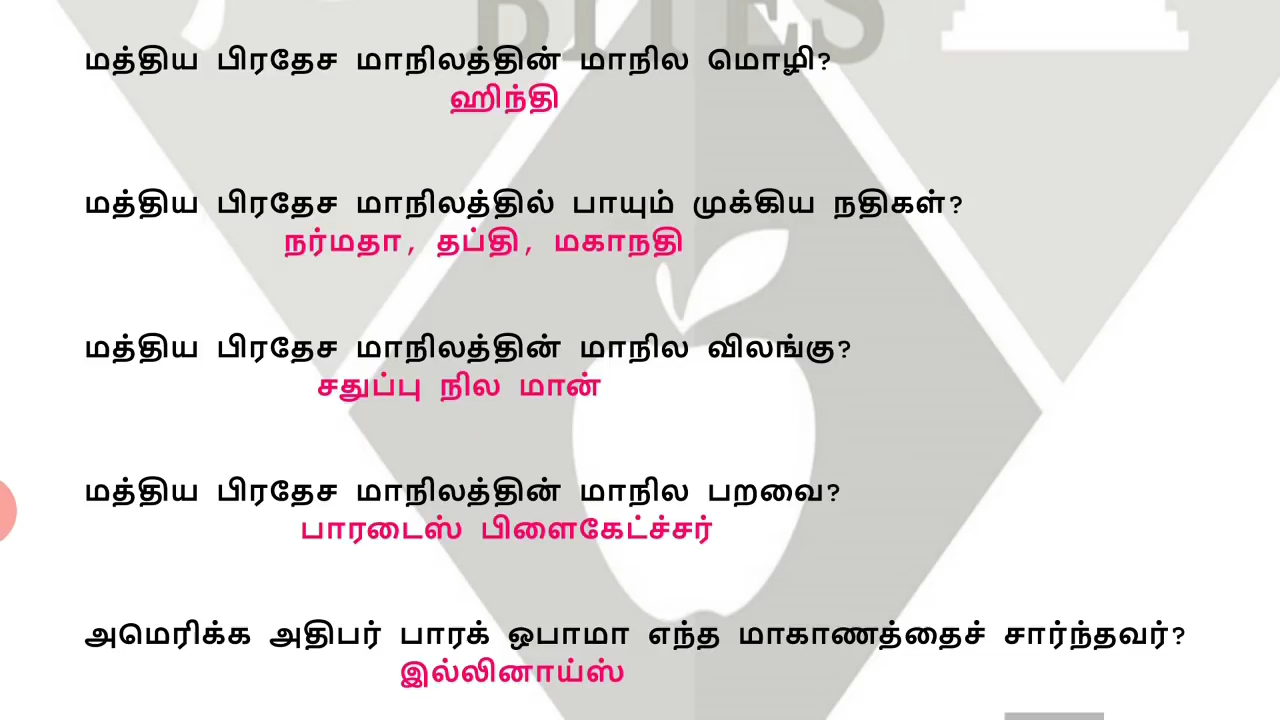 BITES
மத்திய பிரதேச மாநிலத்தின் மாநில மொழி?
ஹிந்தி
மத்திய பிரதேச மாநிலத்தில் பாயும் முக்கிய நதிகள்?
நர்மதா, தப்தி, மகாநதி
மத்திய பிரதேச மாநிலத்தின் மாநில விலங்கு?
சதுப்பு நில மான்
மத்திய பிரதேச மாநிலத்தின் மாநில பறவை?
பாரடைஸ் பிளைகேட்ச்சர்
அமெரிக்க அதிபர் பாரக் ஒபாமா எந்த மாகாணத்தைச் சார்ந்தவர்?
இல்லினாய்ஸ்